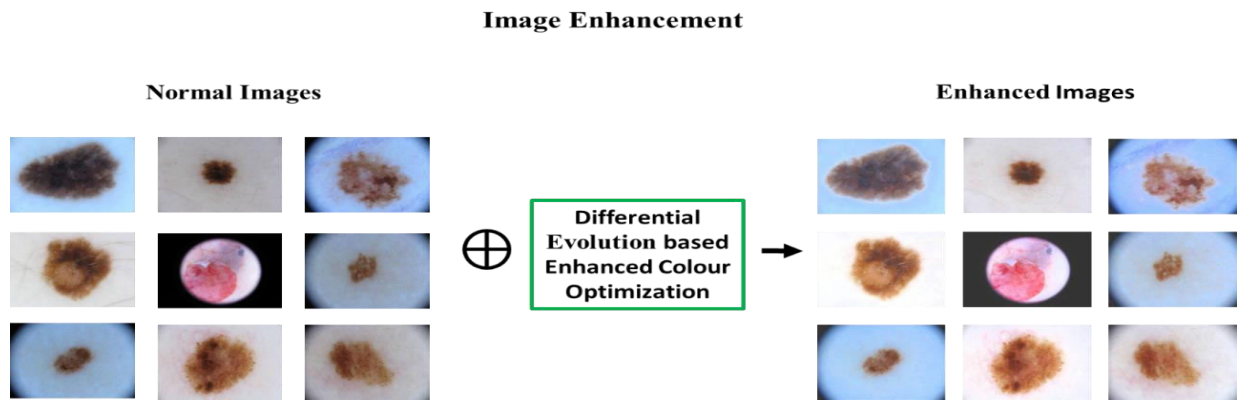 Image Enhancement
Normal Images
Enhanced Images
Differential
Evolution based
Enhanced Colour
Optimization